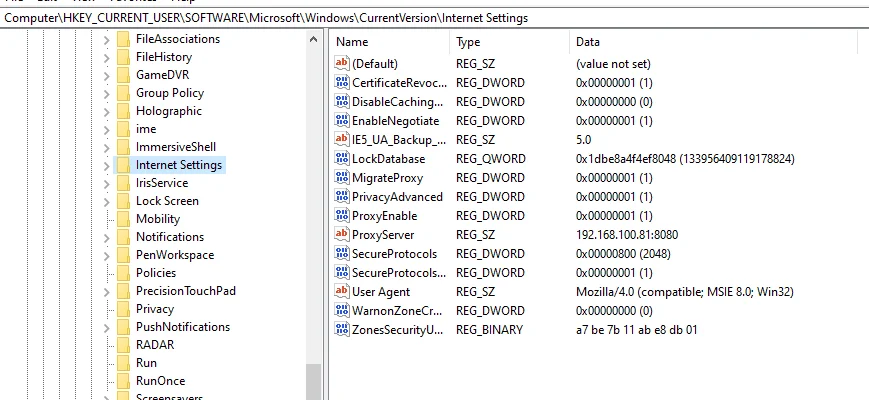 Computer\HKEY_CURRENT_USER\SOFTWARE\Microsoft\Windows\CurrentVersion\Internet Settings
FileAssociations
FileHistory
GameDVR
Group Policy
Holographic
ime
ImmersiveShell
Internet Settings
IrisService
Lock Screen
Mobility
Notifications
PenWorkspace
Policies
PrecisionTouchPad
Privacy
PushNotifications
RADAR
Run
RunOnce
Screensavers
Name Type Data
(Default) REG_SZ (value not set)
CertificateRevoc... REG_DWORD 0x00000001 (1)
DisableCaching... REG_DWORD 0x00000000 (0)
EnableNegotiate REG_DWORD 0x00000001 (1)
IE5_UA_Backup_... REG_SZ 5.0
LockDatabase REG_QWORD 0x1dbe8a4f4ef8048 (133956409119178824)
MigrateProxy REG_DWORD 0x00000001 (1)
PrivacyAdvanced REG_DWORD 0x00000001 (1)
ProxyEnable REG_DWORD 0x00000001 (1)
ProxyServer REG_SZ 192.168.100.81:8080
SecureProtocols REG_DWORD 0x00000800 (2048)
SecureProtocols... REG_DWORD 0x00000001 (1)
User Agent REG_SZ Mozilla/4.0 (compatible; MSIE 8.0; Win32)
WarnonZoneCr... REG_DWORD 0x00000000 (0)
ZonesSecurityU... REG_BINARY a7 be 7b 11 ab e8 db 01